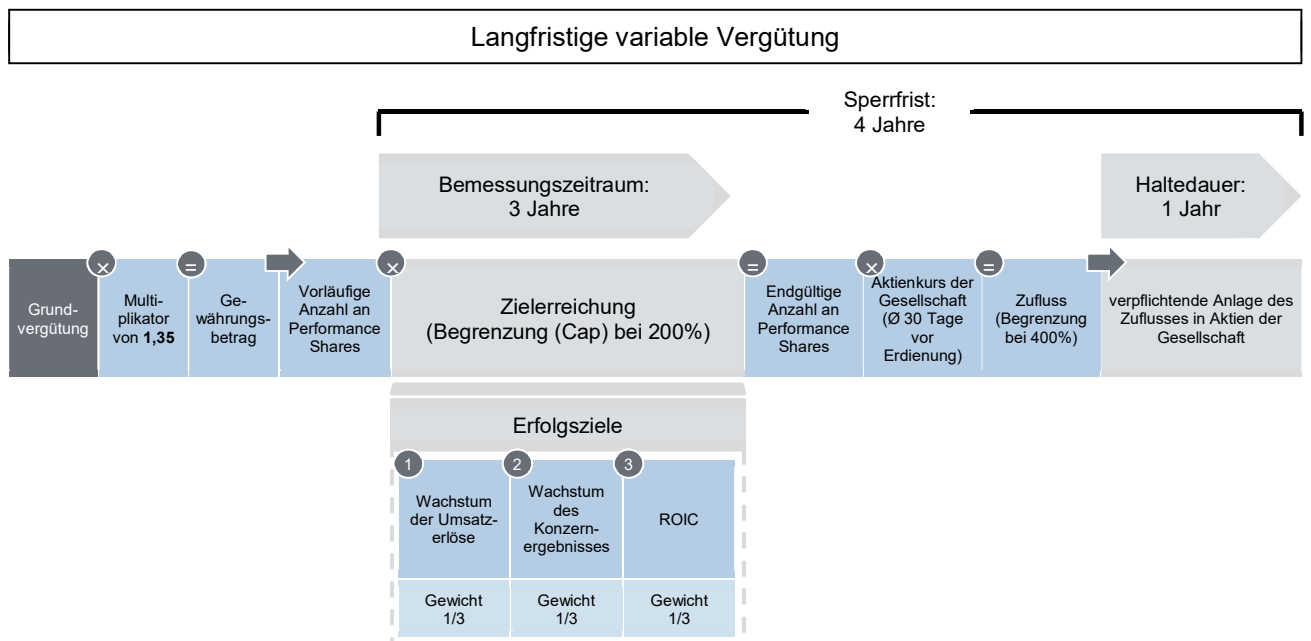 Langfristige variable Vergütung
Sperrfrist:
4 Jahre
Bemessungszeitraum:
3 Jahre
Haltedauer:
1 Jahr
×
=
×
=
×
=
Grund-
vergütung
Multi-
plikator
von 1,35
Ge-
währungs-
betrag
Vorläufige
Anzahl an
Performance
Shares
Zielerreichung
(Begrenzung (Cap) bei 200%)
Endgültige
Anzahl an
Performance
Shares
Aktienkurs der
Gesellschaft
(Ø 30 Tage
vor
Erdienung)
Zufluss
(Begrenzung
bei 400%)
verpflichtende Anlage des
Zuflusses in Aktien der
Gesellschaft
Erfolgsziele
1
Wachstum
der Umsatz-
erlöse
2
Wachstum
des
Konzern-
ergebnisses
3
ROIC
Gewicht
1/3
Gewicht
1/3
Gewicht
1/3